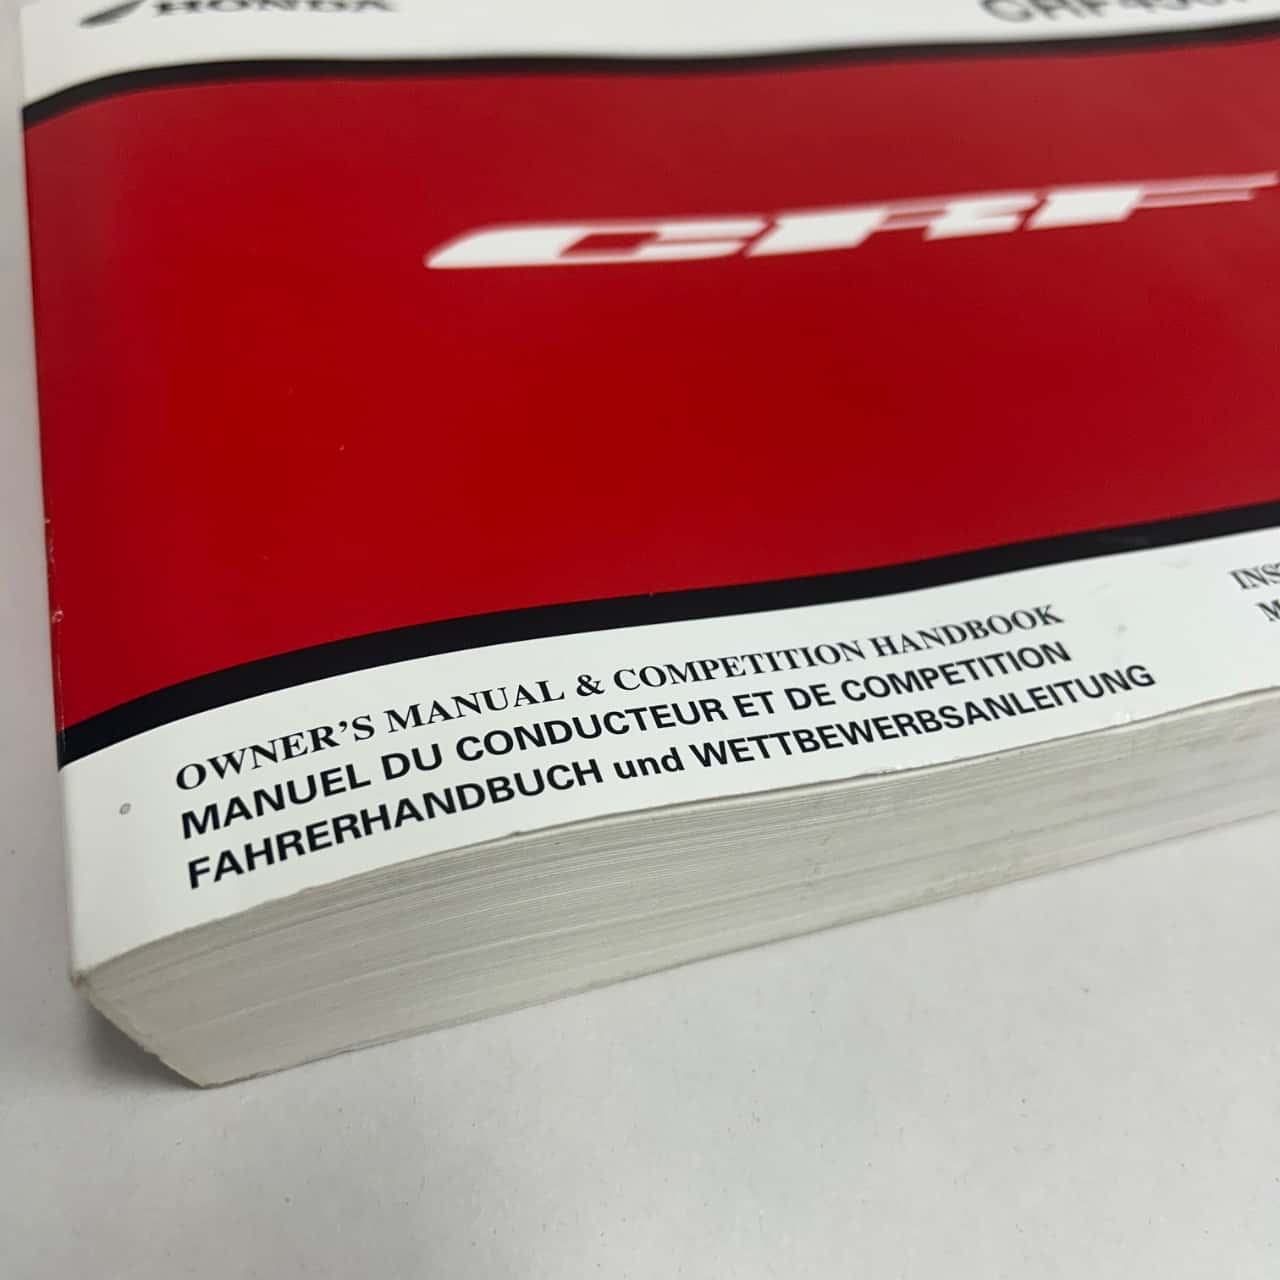 HONDA
CRF
OWNER'S MANUAL & COMPETITION HANDBOOK
MANUEL DU CONDUCTEUR ET DE COMPETITION
FAHRERHANDBUCH und WETTBEWERBSANLEITUNG